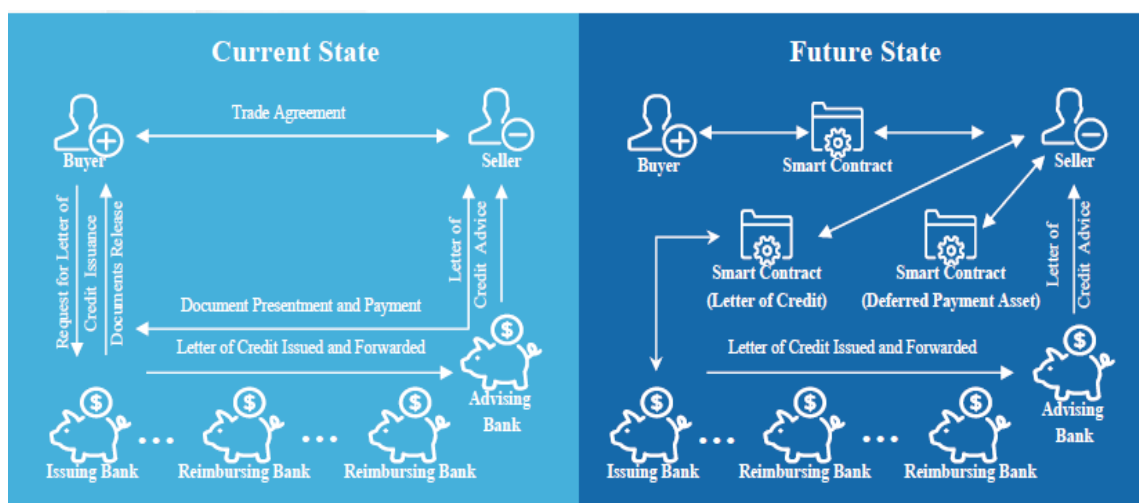 Current State
Trade Agreement
Buyer
Seller
Request for Letter of
Credit Issuance
Documents Release
Letter of
Credit Advice
Document Presentment and Payment
Letter of Credit Issued and Forwarded
$
Advising
Bank
$
$
$
Issuing Bank
Reimbursing Bank
Reimbursing Bank
Future State
Buyer
Smart Contract
Seller
Smart Contract
(Letter of Credit)
Smart Contract
(Deferred Payment Asset)
Letter of
Credit Advice
Letter of Credit Issued and Forwarded
$
Advising
Bank
$
$
$
Issuing Bank
Reimbursing Bank
Reimbursing Bank